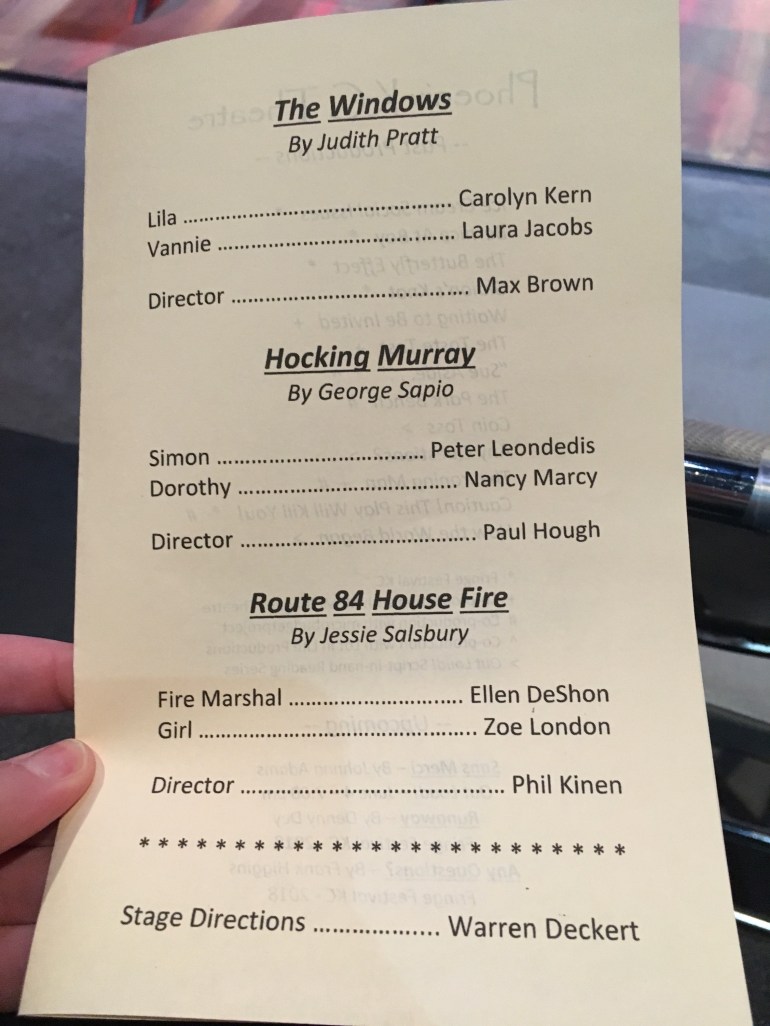 The Windows
By Judith Pratt
Lila ................................................ Carolyn Kern
Vannie .......................................... Laura Jacobs
Director .......................................... Max Brown
Hocking Murray
By George Sapio
Simon ..................................... Peter Leondedis
Dorothy ....................................... Nancy Marcy
Director .......................................... Paul Hough
Route 84 House Fire
By Jessie Salsbury
Fire Marshal ............................... Ellen DeShon
Girl ................................................. Zoe London
Director .............................................. Phil Kinen
* * * * * * * * * * * * * * * * * * * * * * * * * * *
Stage Directions ...................... Warren Deckert